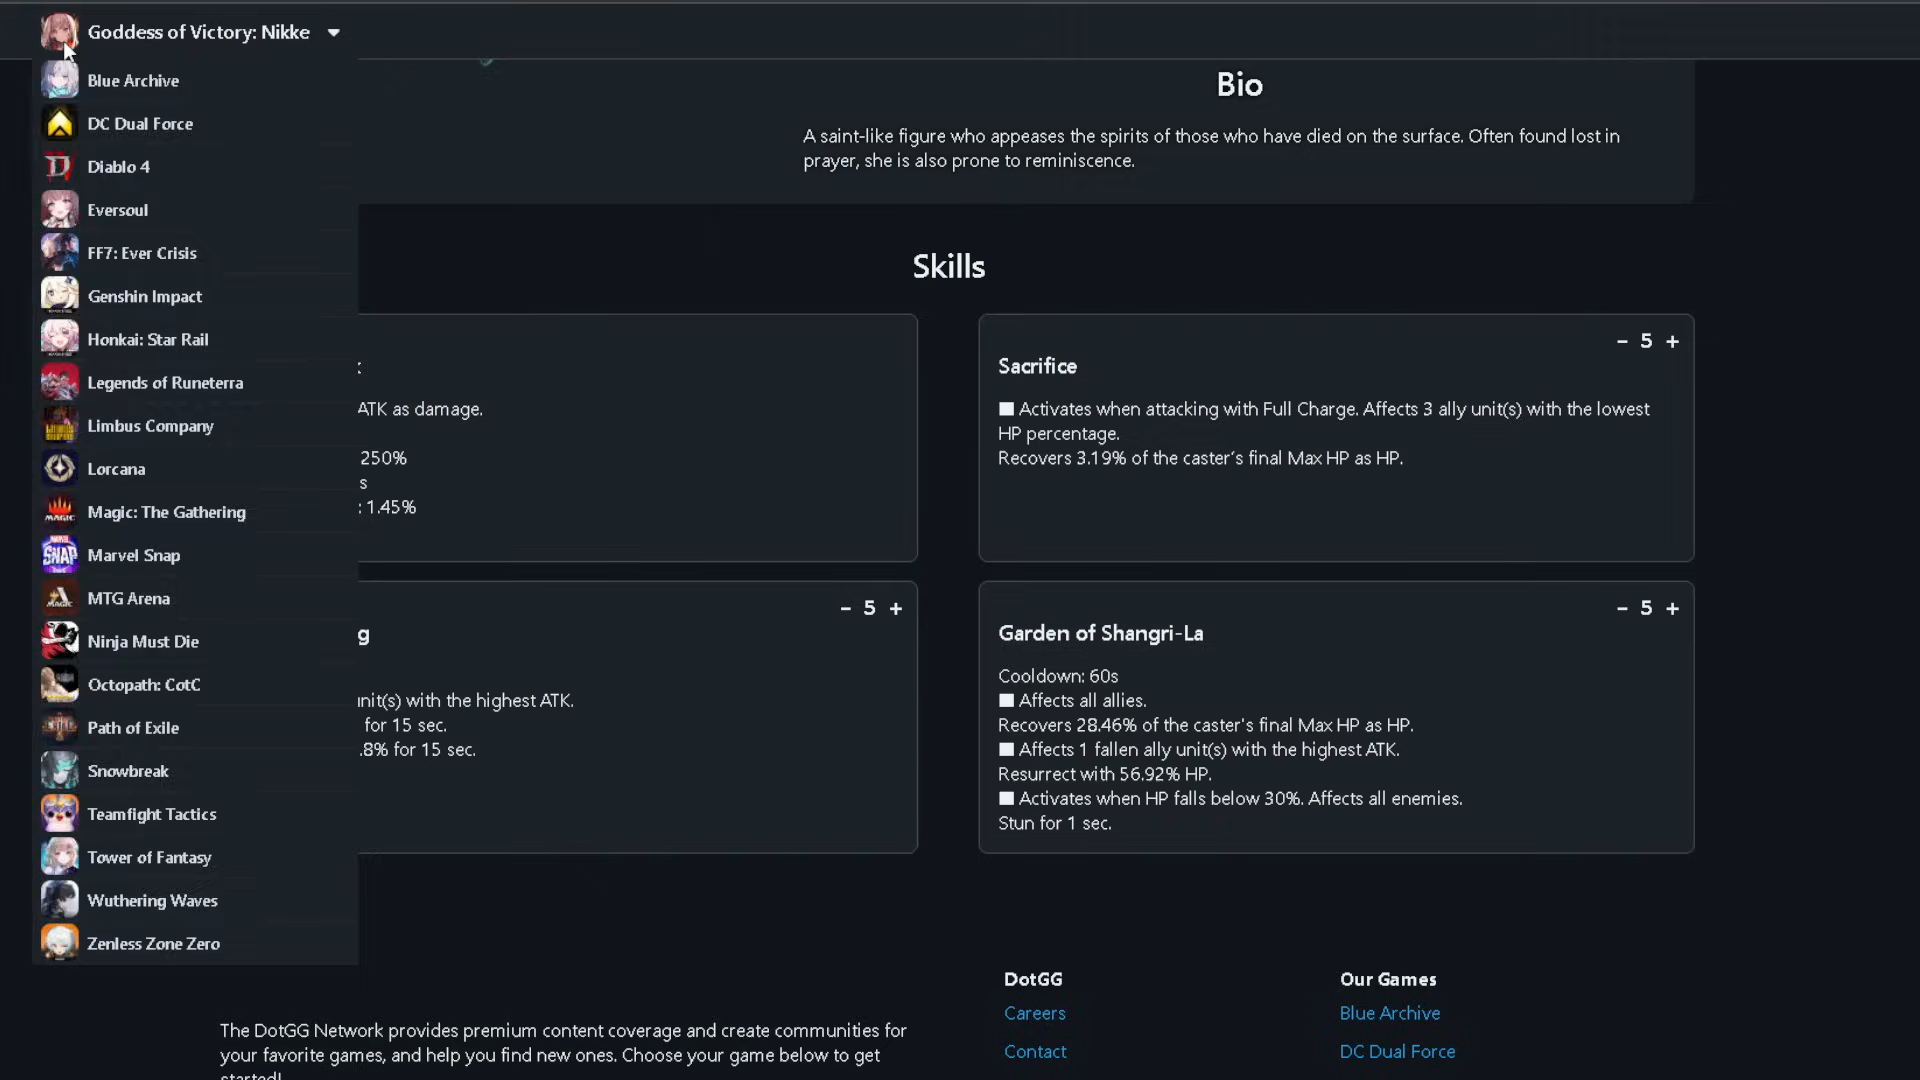 Goddess of Victory: Nikke
Blue Archive
DC Dual Force
Diablo 4
Eversoul
FF7: Ever Crisis
Genshin Impact
Honkai: Star Rail
Legends of Runeterra
Limbus Company
Lorcana
Magic: The Gathering
Marvel Snap
MTG Arena
Ninja Must Die
Octopath: CotC
Path of Exile
Snowbreak
Teamfight Tactics
Tower of Fantasy
Wuthering Waves
Zenless Zone Zero
Bio
A saint-like figure who appeases the spirits of those who have died on the surface. Often found lost in
prayer, she is also prone to reminiscence.
Skills
ATK as damage.
250%
s
: 1.45%
- 5 +
Sacrifice
■ Activates when attacking with Full Charge. Affects 3 ally unit(s) with the lowest
HP percentage.
Recovers 3.19% of the caster's final Max HP as HP.
- 5 +
g
unit(s) with the highest ATK.
for 15 sec.
.8% for 15 sec.
- 5 +
Garden of Shangri-La
Cooldown: 60s
■ Affects all allies.
Recovers 28.46% of the caster's final Max HP as HP.
■ Affects 1 fallen ally unit(s) with the highest ATK.
Resurrect with 56.92% HP.
■ Activates when HP falls below 30%. Affects all enemies.
Stun for 1 sec.
The DotGG Network provides premium content coverage and create communities for
your favorite games, and help you find new ones. Choose your game below to get
started!
DotGG
Careers
Contact
Our Games
Blue Archive
DC Dual Force